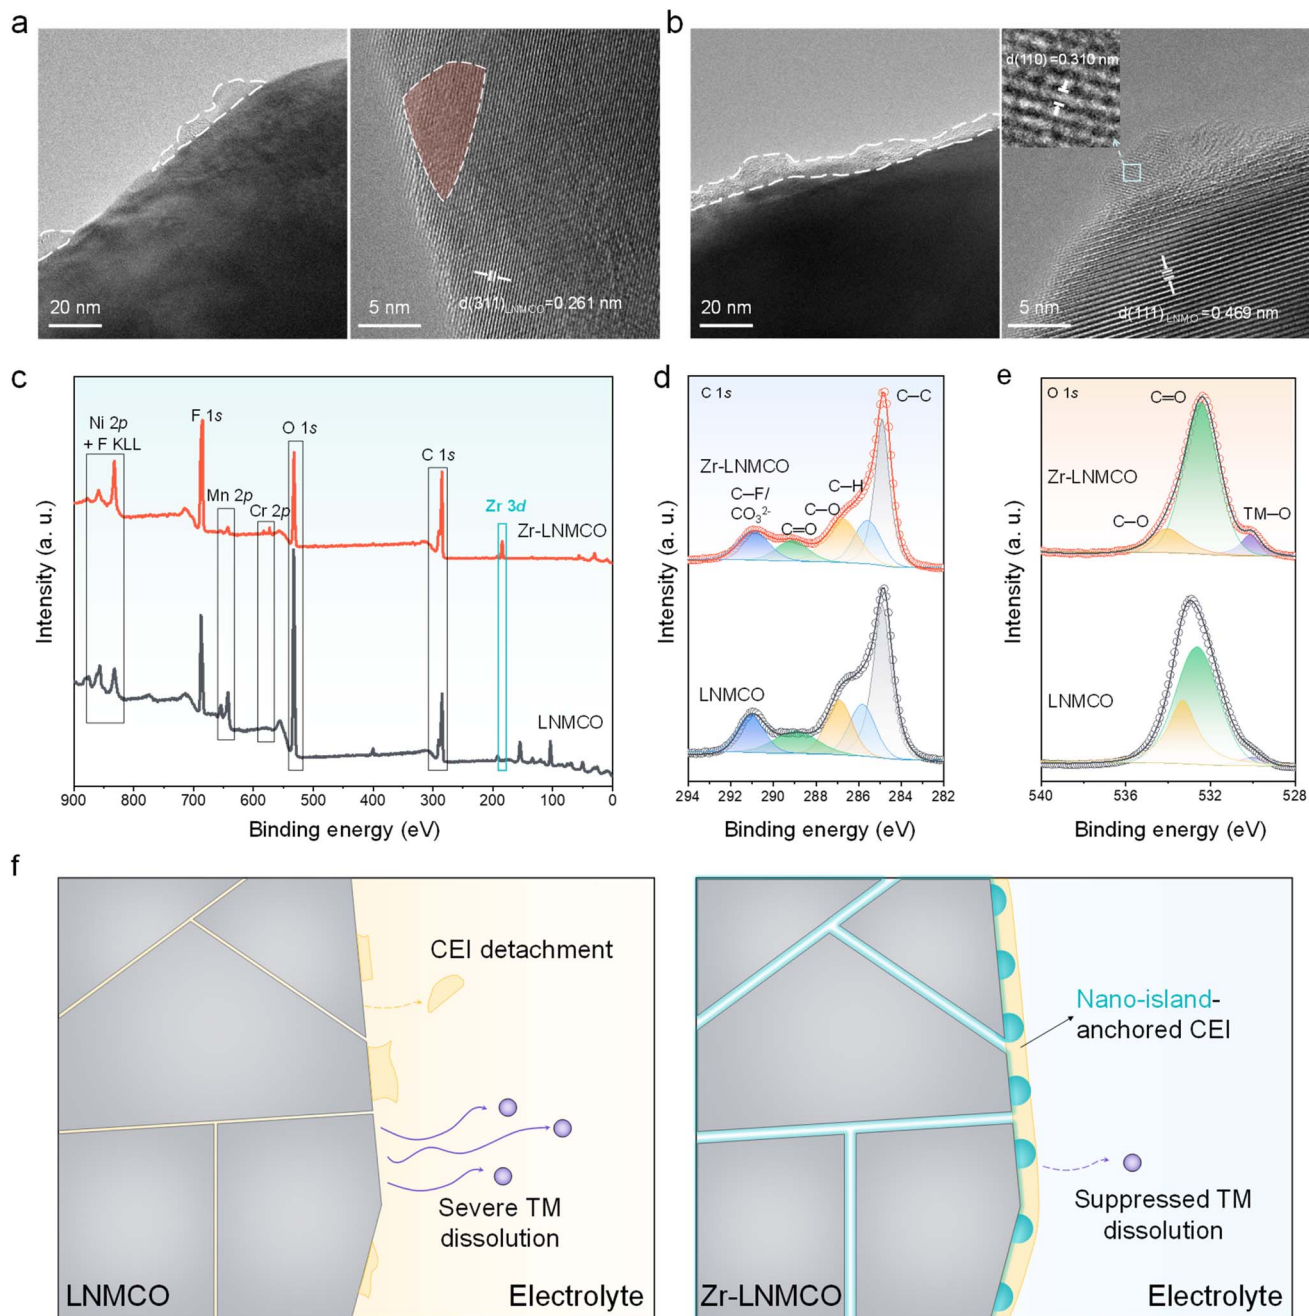 a
20 nm
5 nm
d(311)LNMCO=0.261 nm
b
20 nm
d(110)=0.310 nm
5 nm
d(111)LNMO=0.469 nm
c
Intensity (a. u.)
Ni 2p
+ F KLL
F 1s
Mn 2p
Cr 2p
O 1s
C 1s
Zr 3d
Zr-LNMCO
LNMCO
900 800 700 600 500 400 300 200 100 0
Binding energy (eV)
d
Intensity (a. u.)
C 1s
C—C
Zr-LNMCO
C—H
C—F/
CO₃²⁻
C—O
C=O
LNMCO
294 292 290 288 286 284 282
Binding energy (eV)
e
Intensity (a. u.)
O 1s
C=O
Zr-LNMCO
C—O
TM—O
LNMCO
540 536 532 528
Binding energy (eV)
f
CEI detachment
Severe TM
dissolution
LNMCO
Electrolyte
Nano-island-
anchored CEI
Suppressed TM
dissolution
Zr-LNMCO
Electrolyte